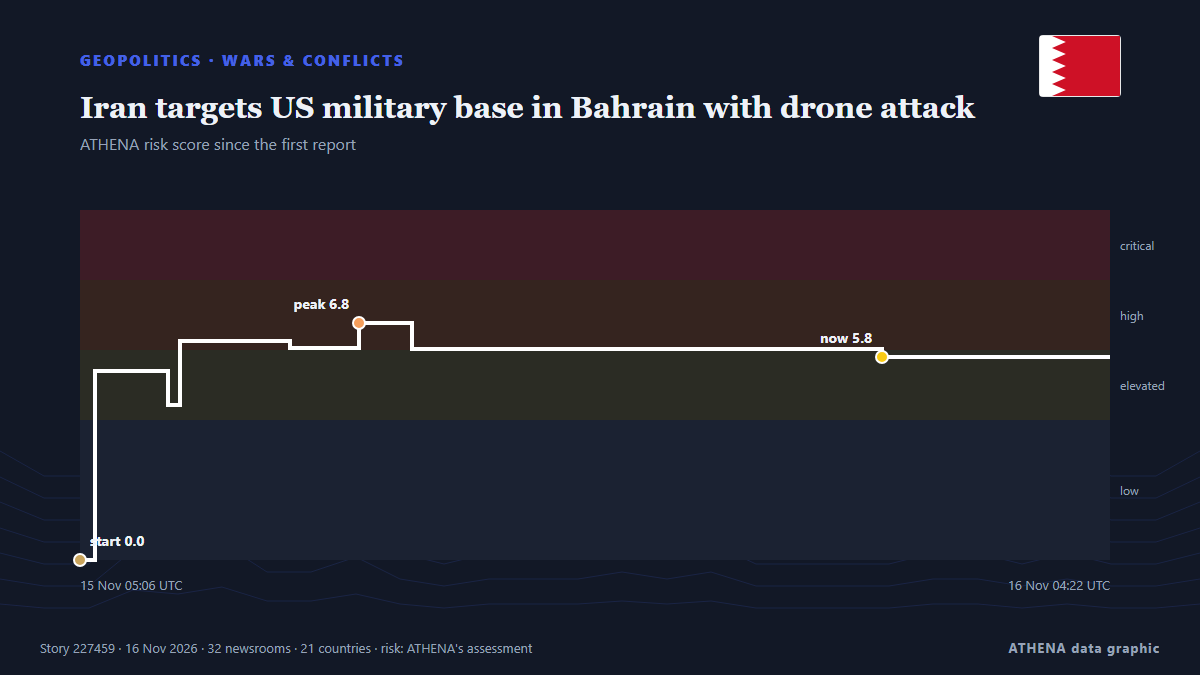 GEOPOLITICS · WARS & CONFLICTS
Iran targets US military base in Bahrain with drone attack
ATHENA risk score since the first report
critical
peak 6.8
high
now 5.8
elevated
low
start 0.0
15 Nov 05:06 UTC
16 Nov 04:22 UTC
Story 227459 · 16 Nov 2026 · 32 newsrooms · 21 countries · risk: ATHENA's assessment
ATHENA data graphic